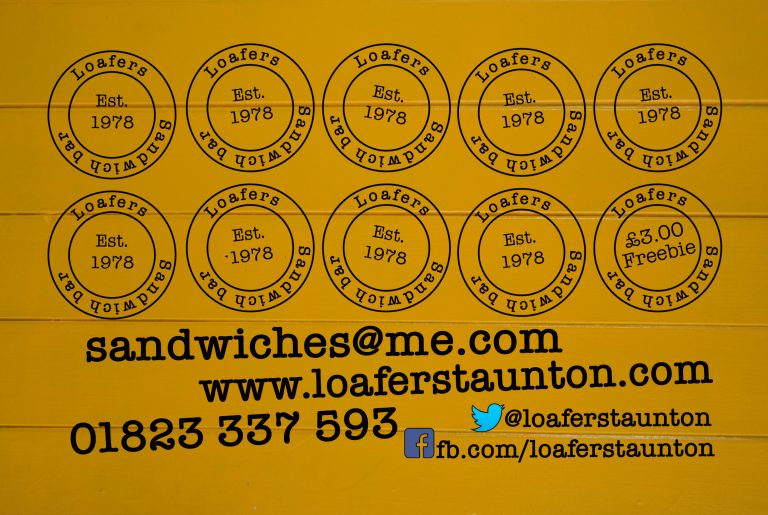 Loafers Sandwich bar
Est.
1978
Loafers Sandwich bar
Est.
1978
Loafers Sandwich bar
Est.
1978
Loafers Sandwich bar
Est.
1978
Loafers Sandwich bar
Est.
1978
Loafers Sandwich bar
Est.
1978
Loafers Sandwich bar
Est.
1978
Loafers Sandwich bar
Est.
1978
Loafers Sandwich bar
Est.
1978
Loafers Sandwich bar
£3.00
Freebie
sandwiches@me.com
www.loaferstaunton.com
01823 337 593
@loaferstaunton
fb.com/loaferstaunton